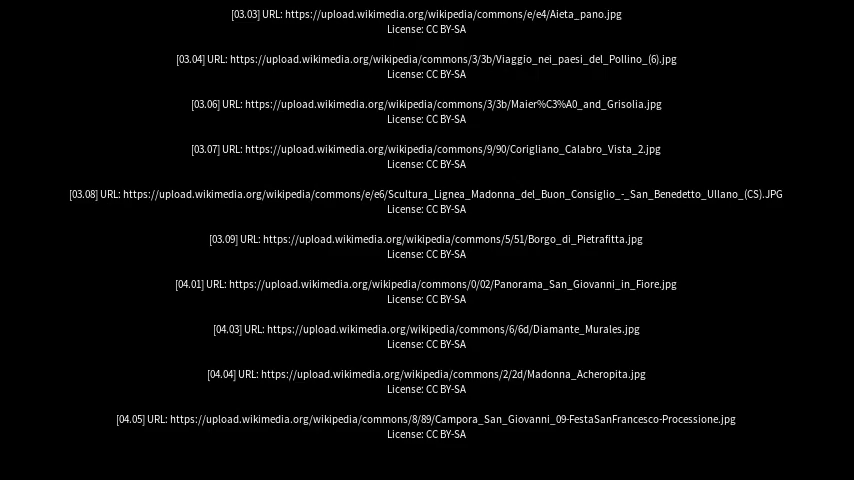 [03.03] URL: https://upload.wikimedia.org/wikipedia/commons/e/e4/Aieta_pano.jpg
License: CC BY-SA
[03.04] URL: https://upload.wikimedia.org/wikipedia/commons/3/3b/Viaggio_nei_paesi_del_Pollino_(6).jpg
License: CC BY-SA
[03.06] URL: https://upload.wikimedia.org/wikipedia/commons/3/3b/Maier%C3%A0_and_Grisolia.jpg
License: CC BY-SA
[03.07] URL: https://upload.wikimedia.org/wikipedia/commons/9/90/Corigliano_Calabro_Vista_2.jpg
License: CC BY-SA
[03.08] URL: https://upload.wikimedia.org/wikipedia/commons/e/e6/Scultura_Lignea_Madonna_del_Buon_Consiglio_-_San_Benedetto_Ullano_(CS).JPG
License: CC BY-SA
[03.09] URL: https://upload.wikimedia.org/wikipedia/commons/5/51/Borgo_di_Pietrafitta.jpg
License: CC BY-SA
[04.01] URL: https://upload.wikimedia.org/wikipedia/commons/0/02/Panorama_San_Giovanni_in_Fiore.jpg
License: CC BY-SA
[04.03] URL: https://upload.wikimedia.org/wikipedia/commons/6/6d/Diamante_Murales.jpg
License: CC BY-SA
[04.04] URL: https://upload.wikimedia.org/wikipedia/commons/2/2d/Madonna_Acheropita.jpg
License: CC BY-SA
[04.05] URL: https://upload.wikimedia.org/wikipedia/commons/8/89/Campora_San_Giovanni_09-FestaSanFrancesco-Processione.jpg
License: CC BY-SA